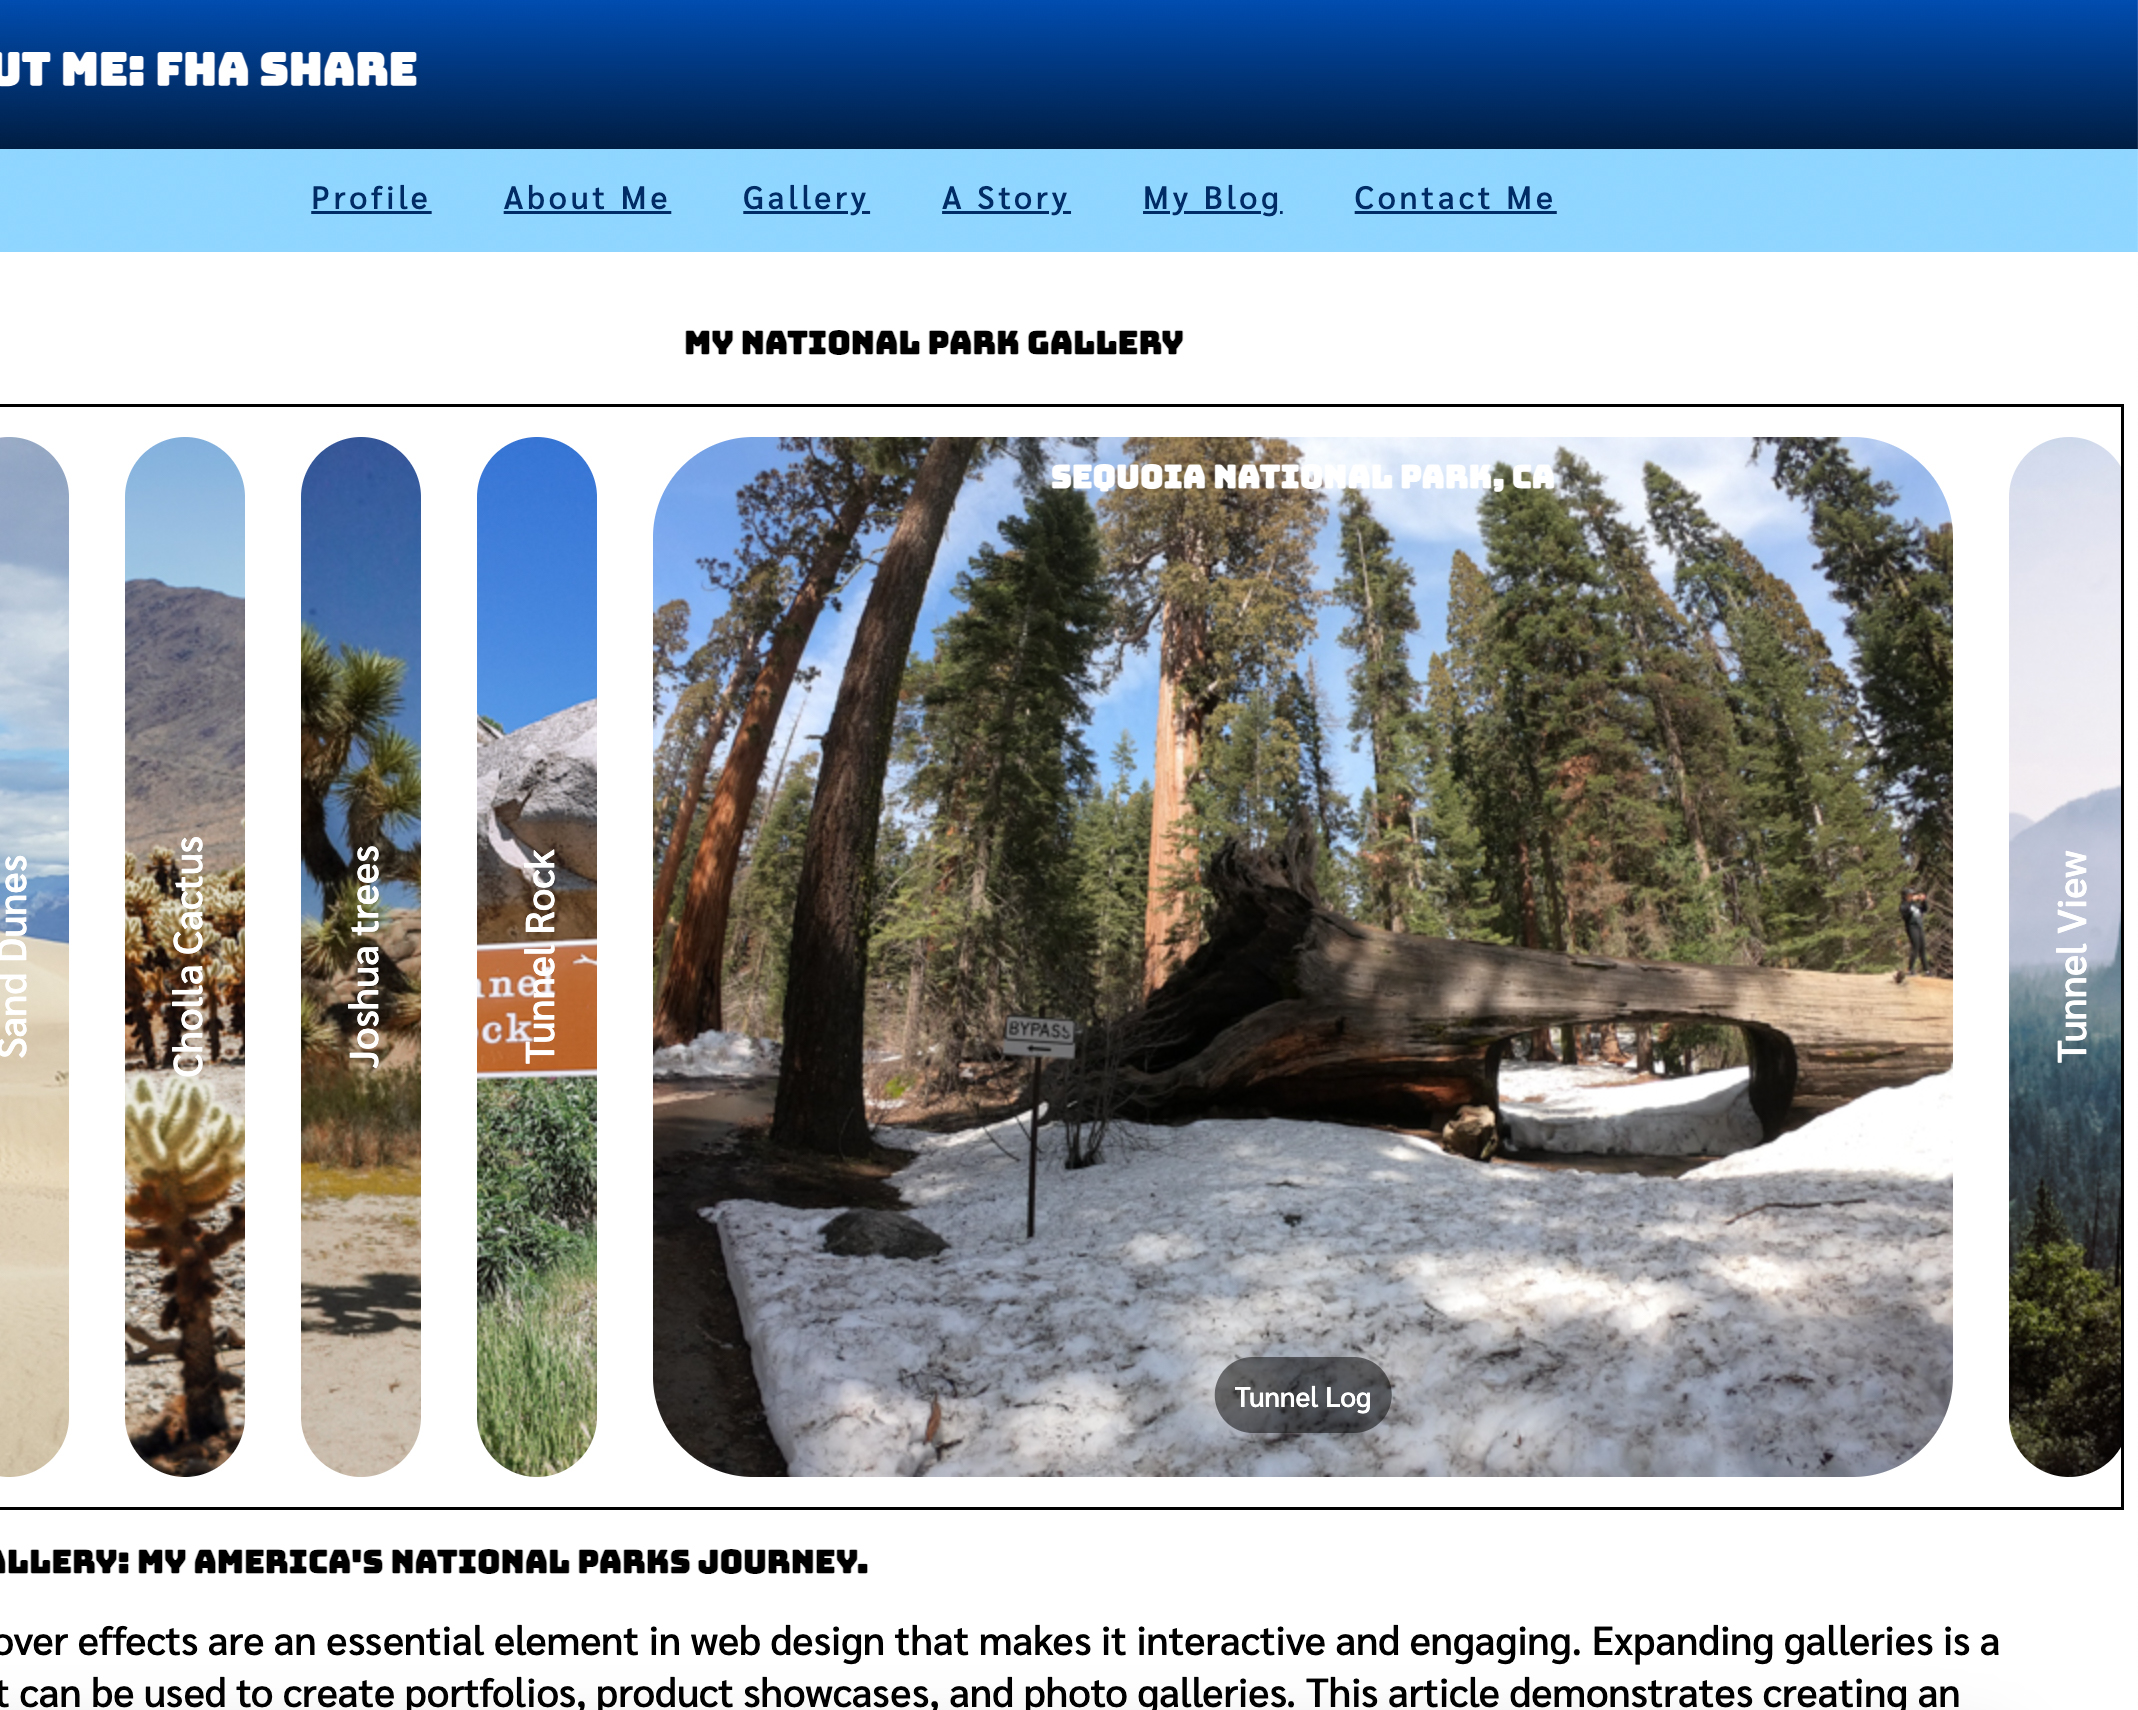 UT ME: FHA SHARE
Profile About Me Gallery A Story My Blog Contact Me
MY NATIONAL PARK GALLERY
SEQUOIA NATIONAL PARK, CA
Sand Dunes
Cholla Cactus
Joshua trees
Tunnel Rock
nnel
ck
BYPASS
Tunnel Log
Tunnel View
ALLERY: MY AMERICA'S NATIONAL PARKS JOURNEY.
over effects are an essential element in web design that makes it interactive and engaging. Expanding galleries is a
t can be used to create portfolios, product showcases, and photo galleries. This article demonstrates creating an